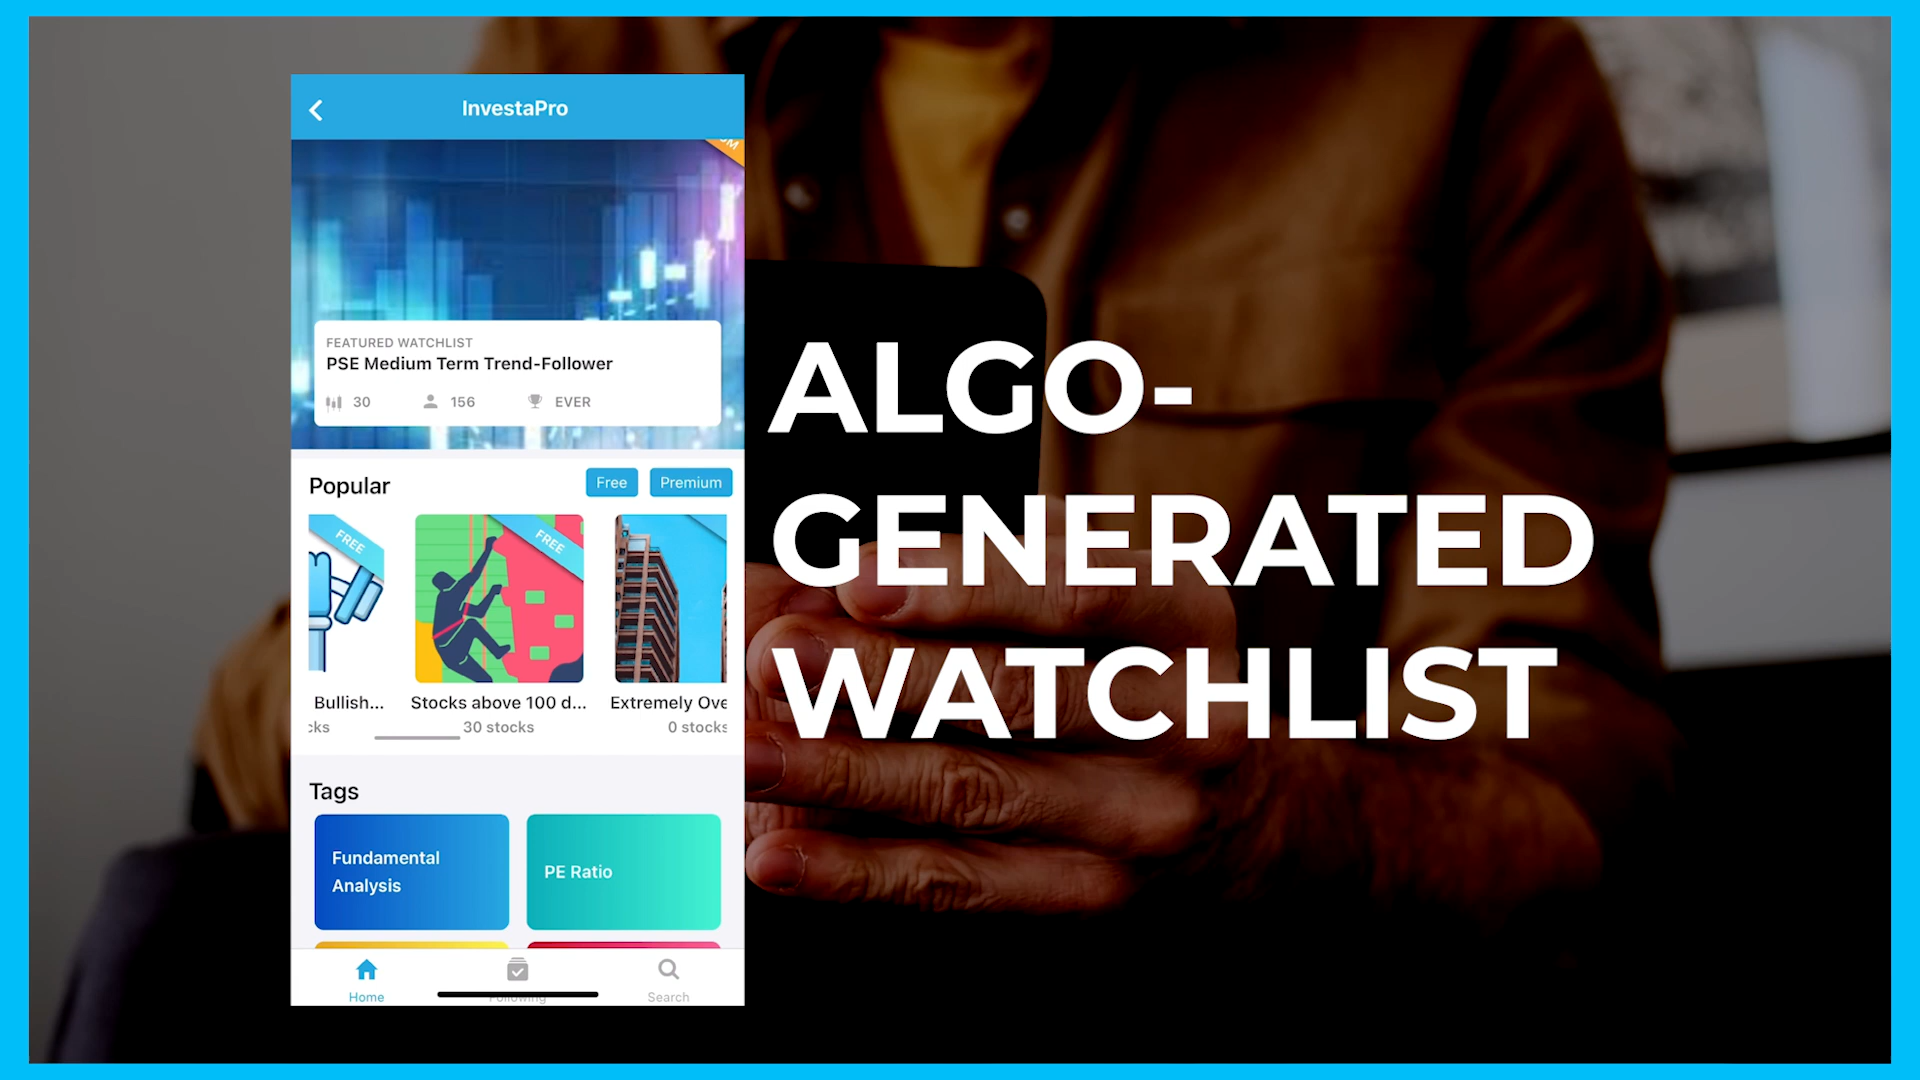 InvestaPro
FEATURED WATCHLIST
PSE Medium Term Trend-Follower
30 156 EVER
Popular
Free Premium
FREE
FREE
Bullish...
Stocks above 100 d...
Extremely
30 stocks
0 stocks
Tags
Fundamental
Analysis
PE Ratio
Home
Following
Search
ALGO-
GENERATED
WATCHLIST